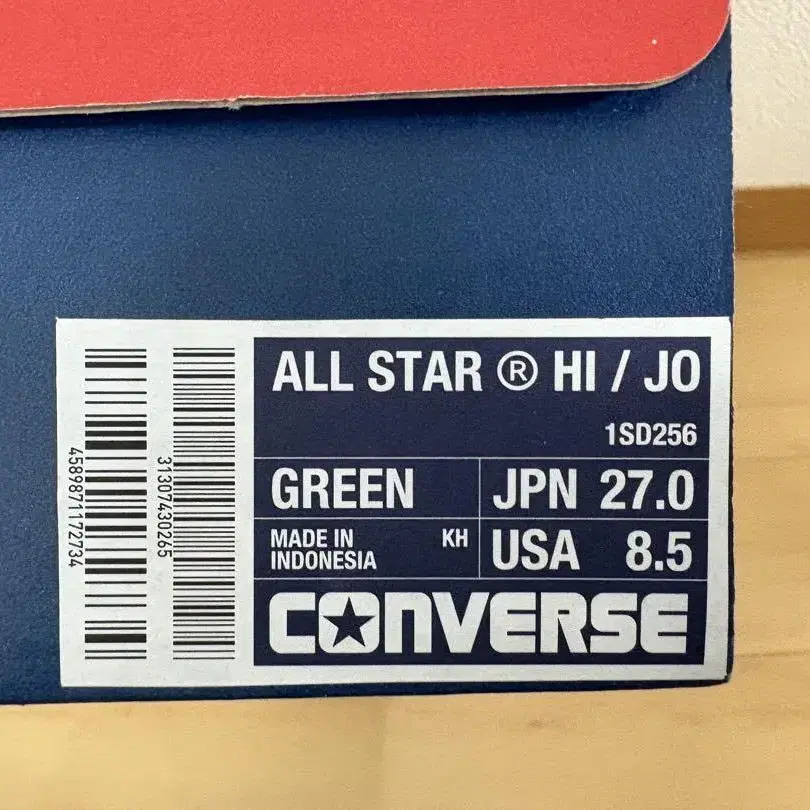 ALL STAR ® HI / JO
1SD256
GREEN
JPN 27.0
MADE IN
INDONESIA
KH
USA 8.5
CONVERSE
4589871172734
31307430265